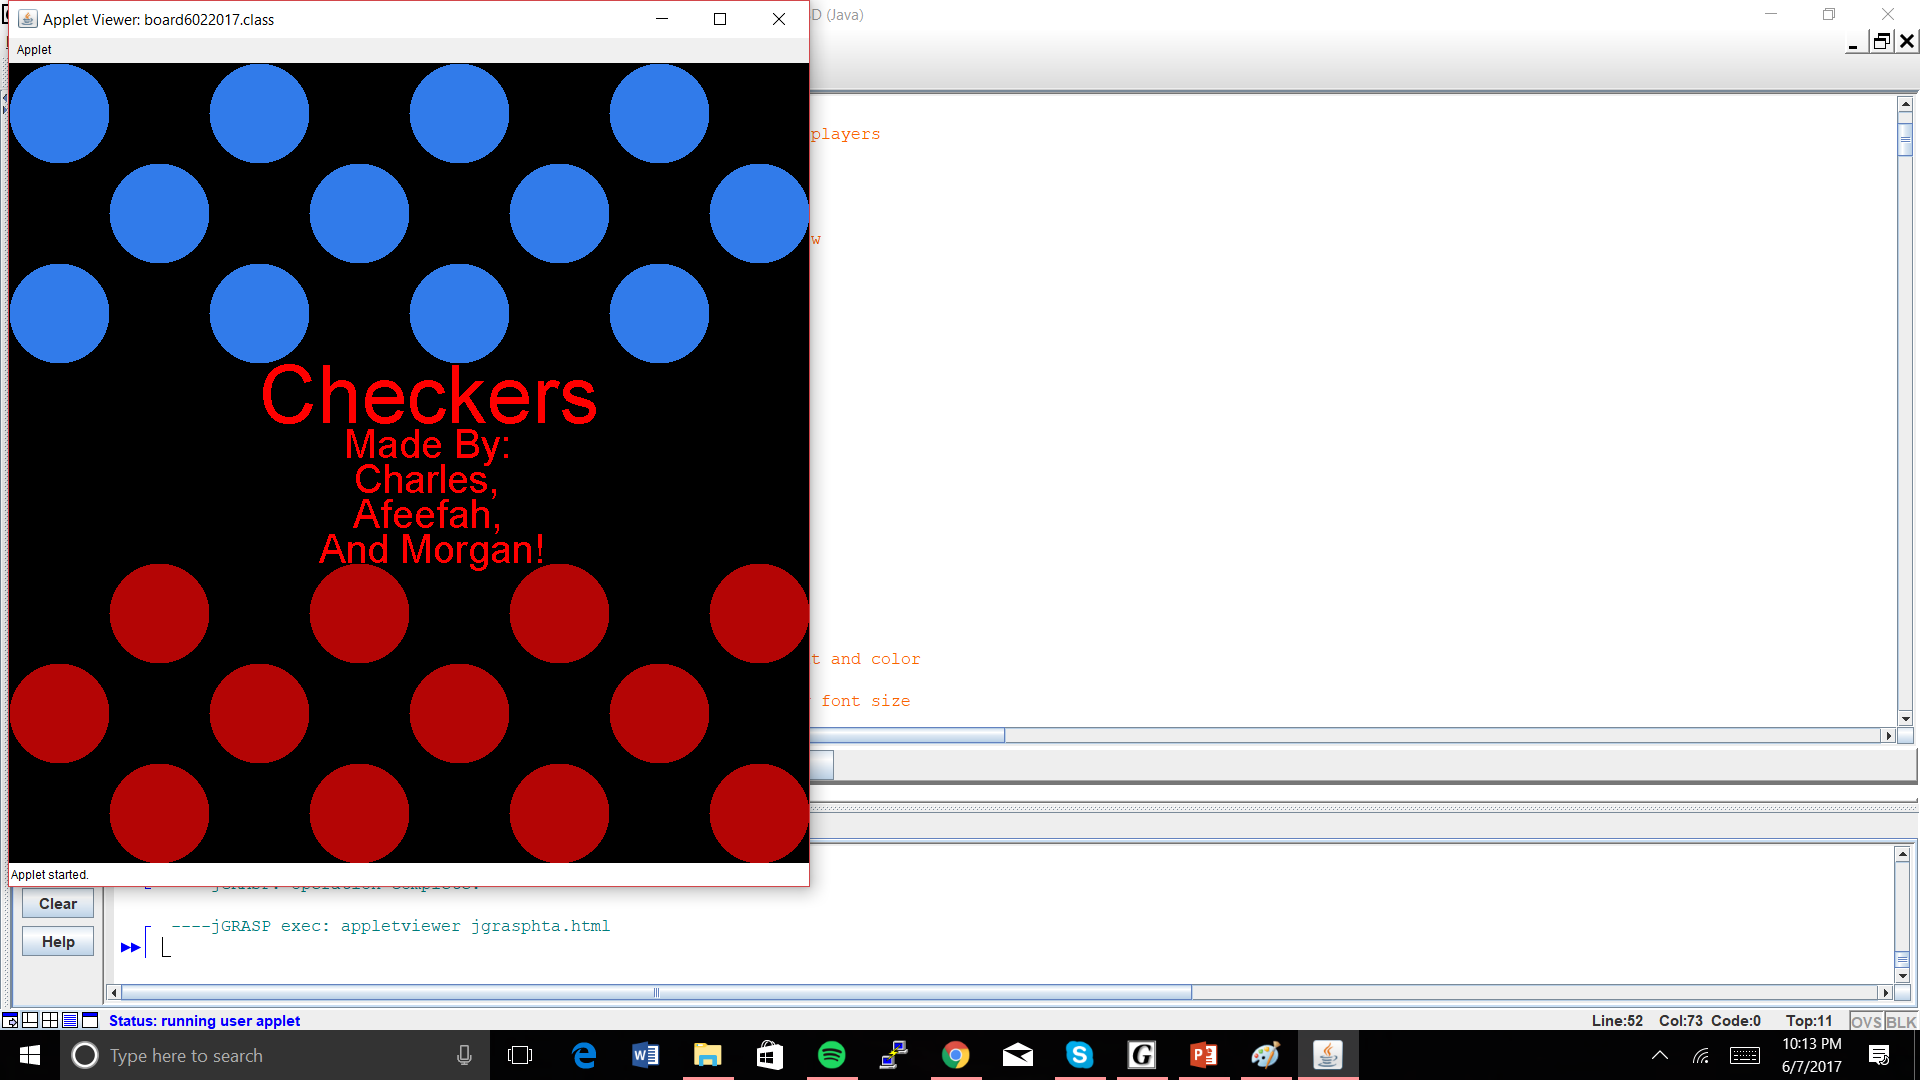 Applet Viewer: board6022017.class
D (Java)
Applet
players
w
Checkers
Made By:
Charles,
Afeefah,
And Morgan!
t and color
font size
Applet started.
Clear
----jGRASP exec: appletviewer jgrasphta.html
Help
Status: running user applet
Line:52 Col:73 Code:0 Top:11 OVS BLK
Type here to search
10:13 PM
6/7/2017